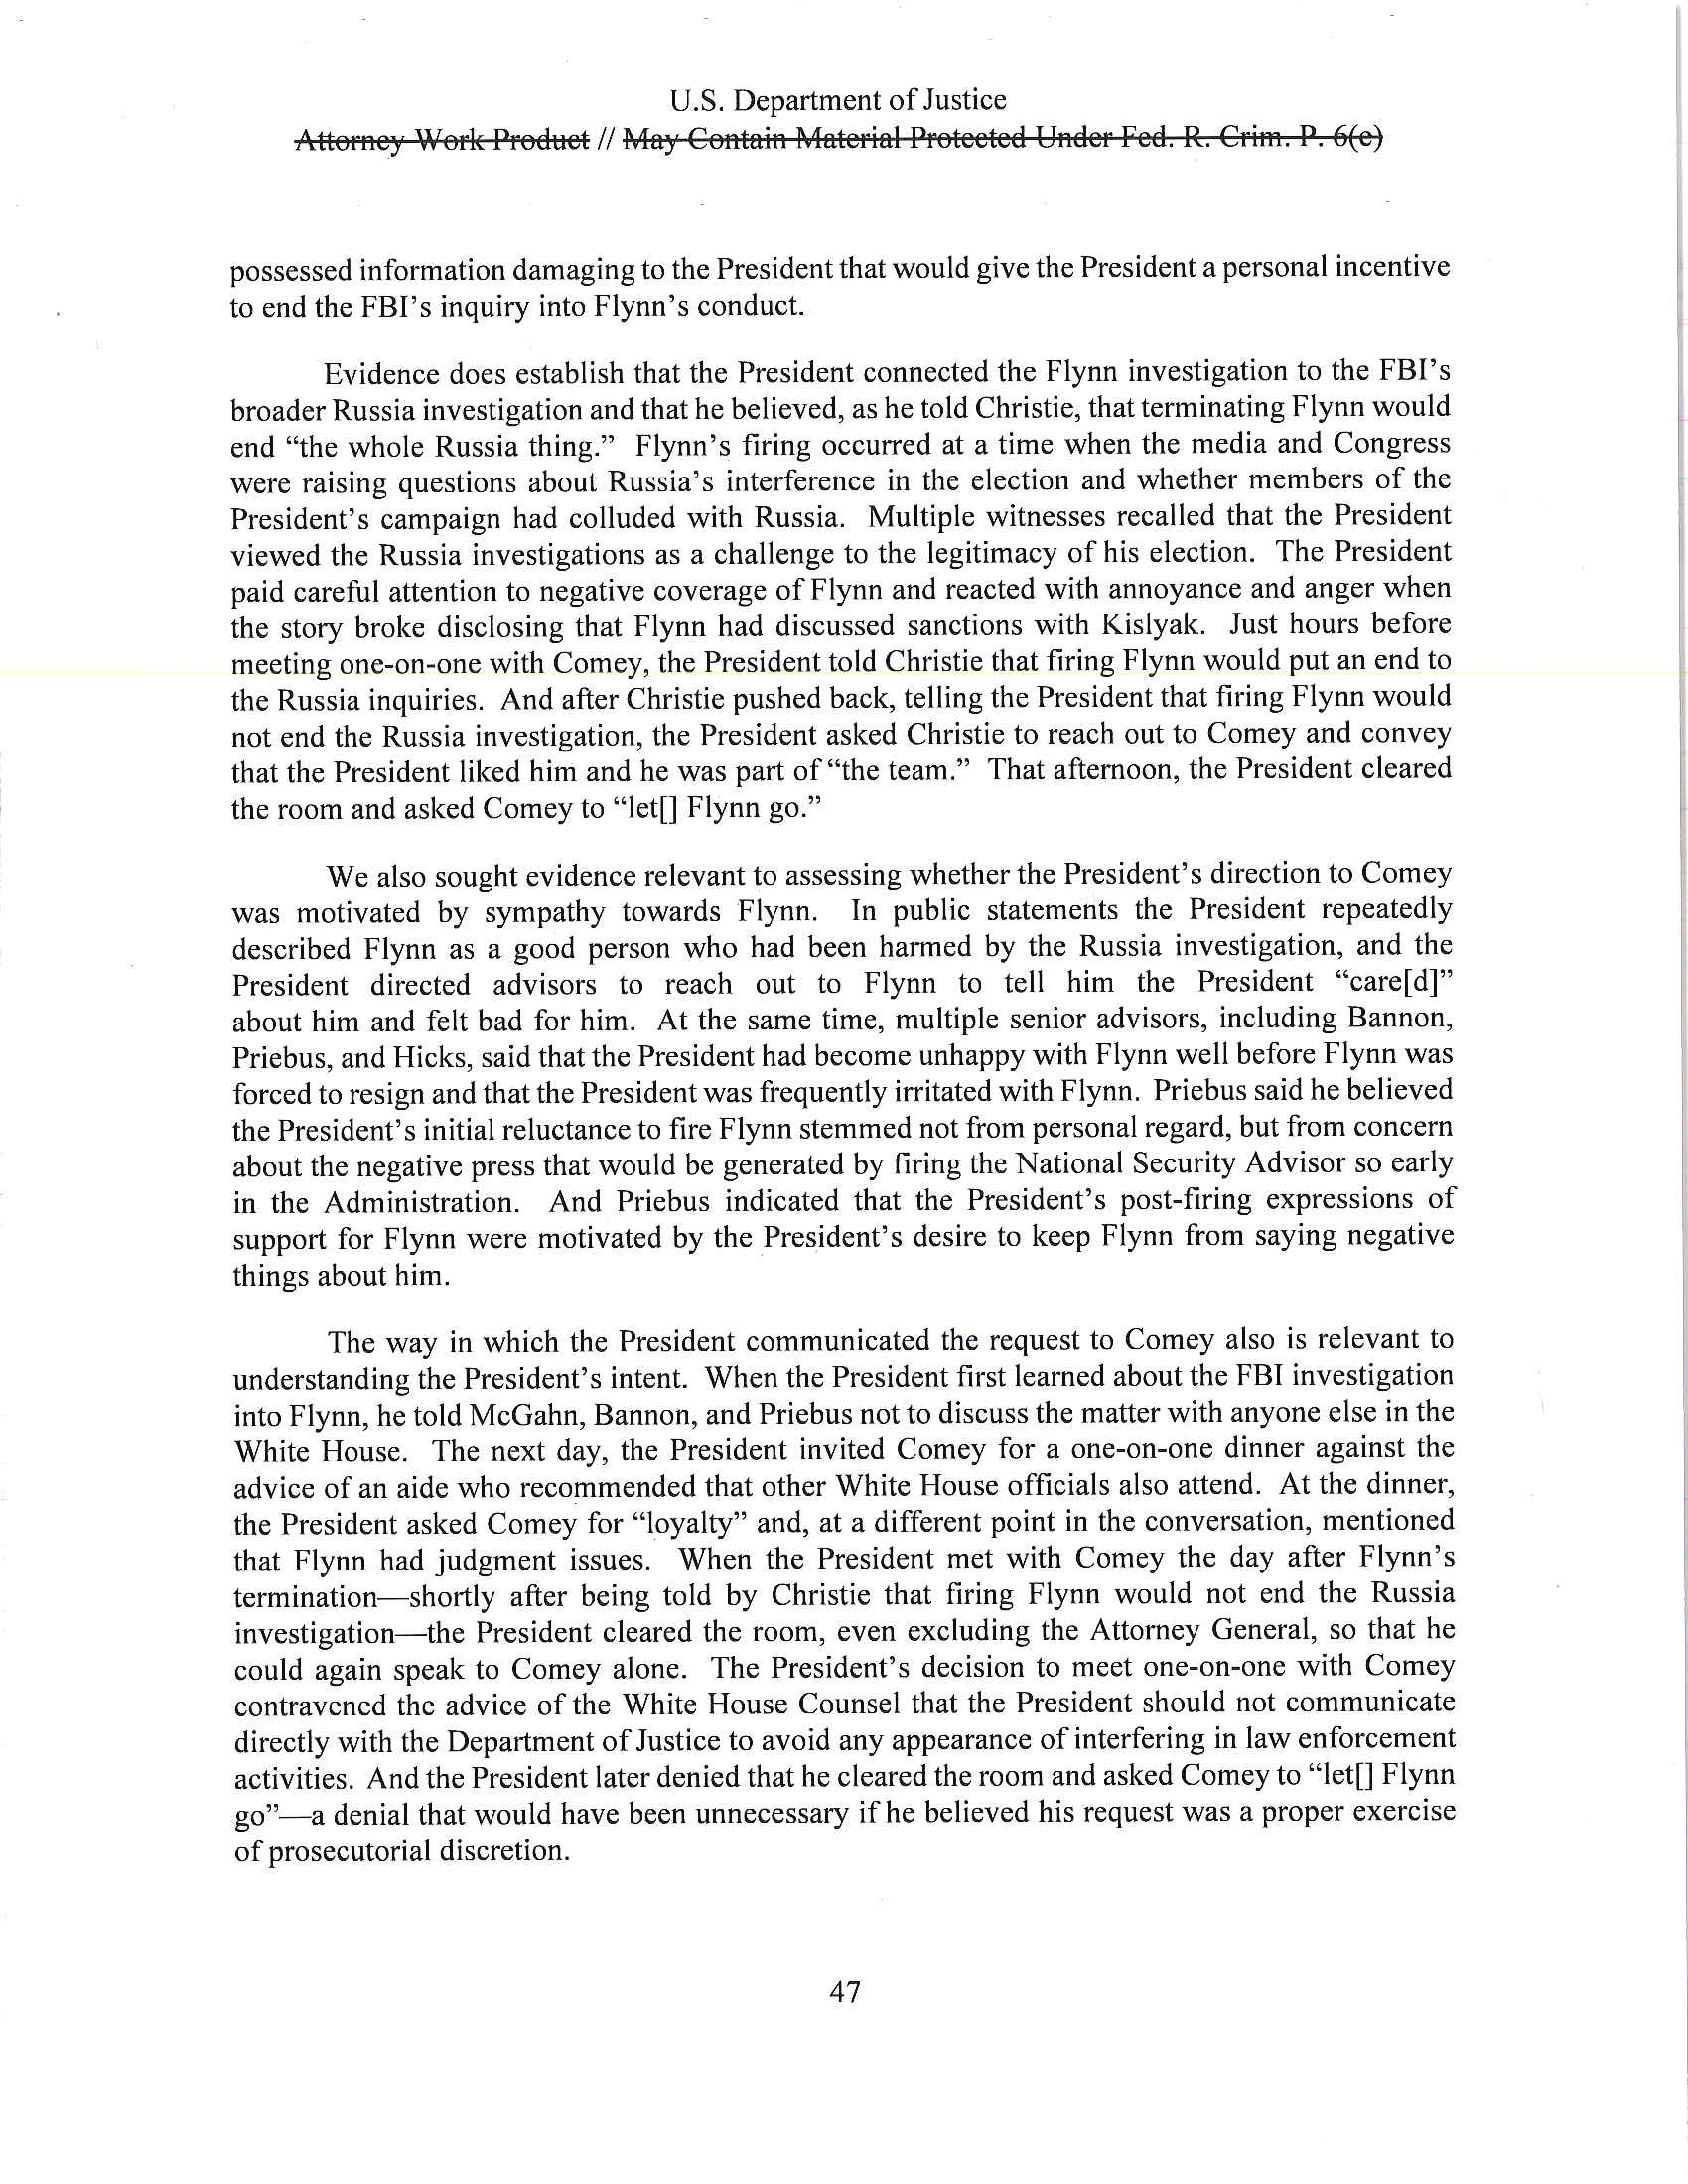 U.S. Department of Justice
Attorney Work Product // May Contain Material Protected Under Fed. R. Crim. P. 6(e)
possessed information damaging to the President that would give the President a personal incentive
to end the FBI’s inquiry into Flynn’s conduct.
Evidence does establish that the President connected the Flynn investigation to the FBI’s
broader Russia investigation and that he believed, as he told Christie, that terminating Flynn would
end “the whole Russia thing.” Flynn’s firing occurred at a time when the media and Congress
were raising questions about Russia’s interference in the election and whether members of the
President’s campaign had colluded with Russia. Multiple witnesses recalled that the President
viewed the Russia investigations as a challenge to the legitimacy of his election. The President
paid careful attention to negative coverage of Flynn and reacted with annoyance and anger when
the story broke disclosing that Flynn had discussed sanctions with Kislyak. Just hours before
meeting one-on-one with Comey, the President told Christie that firing Flynn would put an end to
the Russia inquiries. And after Christie pushed back, telling the President that firing Flynn would
not end the Russia investigation, the President asked Christie to reach out to Comey and convey
that the President liked him and he was part of “the team.” That afternoon, the President cleared
the room and asked Comey to “let[] Flynn go.”
We also sought evidence relevant to assessing whether the President’s direction to Comey
was motivated by sympathy towards Flynn. In public statements the President repeatedly
described Flynn as a good person who had been harmed by the Russia investigation, and the
President directed advisors to reach out to Flynn to tell him the President “care[d]”
about him and felt bad for him. At the same time, multiple senior advisors, including Bannon,
Priebus, and Hicks, said that the President had become unhappy with Flynn well before Flynn was
forced to resign and that the President was frequently irritated with Flynn. Priebus said he believed
the President’s initial reluctance to fire Flynn stemmed not from personal regard, but from concern
about the negative press that would be generated by firing the National Security Advisor so early
in the Administration. And Priebus indicated that the President’s post-firing expressions of
support for Flynn were motivated by the President’s desire to keep Flynn from saying negative
things about him.
The way in which the President communicated the request to Comey also is relevant to
understanding the President’s intent. When the President first learned about the FBI investigation
into Flynn, he told McGahn, Bannon, and Priebus not to discuss the matter with anyone else in the
White House. The next day, the President invited Comey for a one-on-one dinner against the
advice of an aide who recommended that other White House officials also attend. At the dinner,
the President asked Comey for “loyalty” and, at a different point in the conversation, mentioned
that Flynn had judgment issues. When the President met with Comey the day after Flynn’s
termination—shortly after being told by Christie that firing Flynn would not end the Russia
investigation—the President cleared the room, even excluding the Attorney General, so that he
could again speak to Comey alone. The President’s decision to meet one-on-one with Comey
contravened the advice of the White House Counsel that the President should not communicate
directly with the Department of Justice to avoid any appearance of interfering in law enforcement
activities. And the President later denied that he cleared the room and asked Comey to “let[] Flynn
go”—a denial that would have been unnecessary if he believed his request was a proper exercise
of prosecutorial discretion.
47